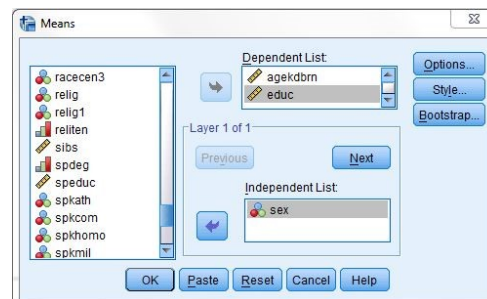 Means
racecen3
relig
relig1
reliten
sibs
spdeg
speduc
spkath
spkcom
spkhomo
spkmil
Dependent List:
agekdbrn
educ
Layer 1 of 1
Previous
Next
Independent List:
sex
Options...
Style...
Bootstrap...
OK
Paste
Reset
Cancel
Help